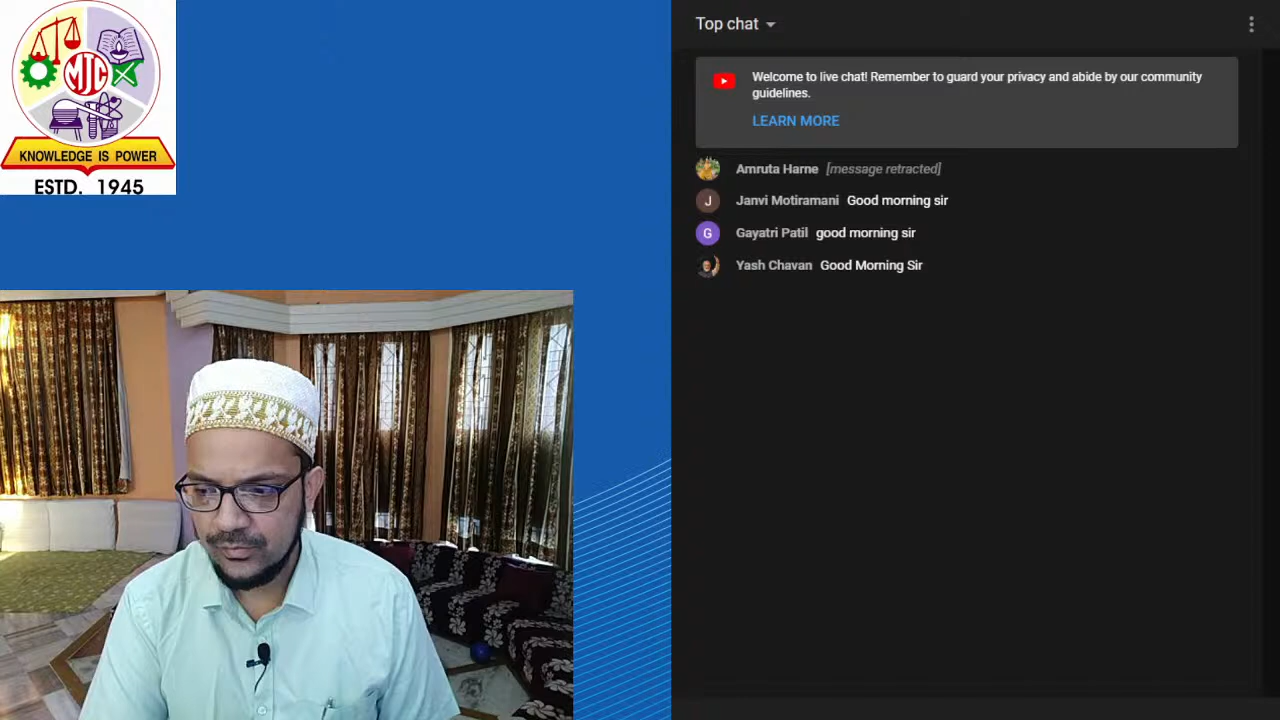 MJC
KNOWLEDGE IS POWER
ESTD. 1945
Top chat
Welcome to live chat! Remember to guard your privacy and abide by our community
guidelines.
LEARN MORE
Amruta Harne [message retracted]
J Janvi Motiramani Good morning sir
G Gayatri Patil good morning sir
Yash Chavan Good Morning Sir